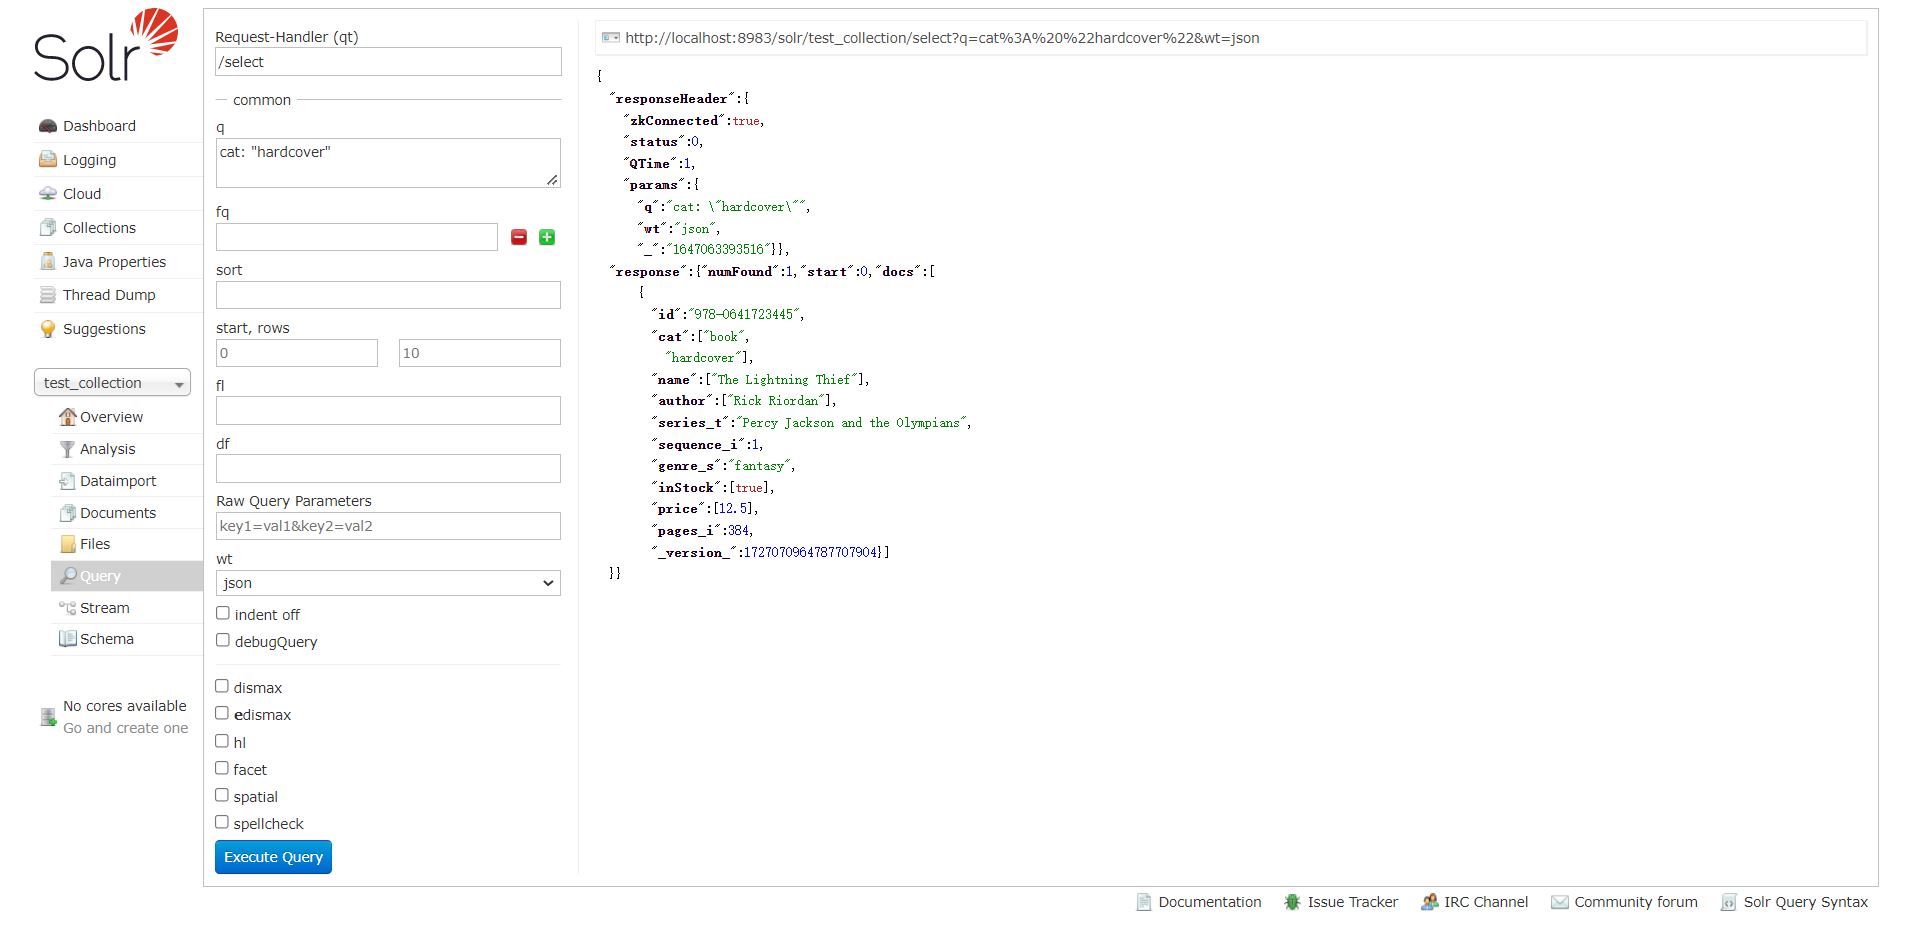 Solr
Dashboard
Logging
Cloud
Collections
Java Properties
Thread Dump
Suggestions
test_collection
Overview
Analysis
Dataimport
Documents
Files
Query
Stream
Schema
No cores available
Go and create one
Request-Handler (qt)
/select
common
q
cat: "hardcover"
fq
sort
start, rows
0 10
fl
df
Raw Query Parameters
key1=val1&key2=val2
wt
json
indent off
debugQuery
dismax
edismax
hl
facet
spatial
spellcheck
Execute Query
http://localhost:8983/solr/test_collection/select?q=cat%3A%20%22hardcover%22&wt=json
{
"responseHeader":{
"zkConnected":true,
"status":0,
"QTime":1,
"params":{
"q":"cat: \"hardcover\"",
"wt":"json",
"_":"1647063393516"}},
"response":{"numFound":1,"start":0,"docs":[
{
"id":"978-0641723445",
"cat":["book",
"hardcover"],
"name":["The Lightning Thief"],
"author":["Rick Riordan"],
"series_t":"Percy Jackson and the Olympians",
"sequence_i":1,
"genre_s":"fantasy",
"inStock":[true],
"price":[12.5],
"pages_i":384,
"_version_":1727070964787707904}]
}}
Documentation Issue Tracker IRC Channel Community forum Solr Query Syntax